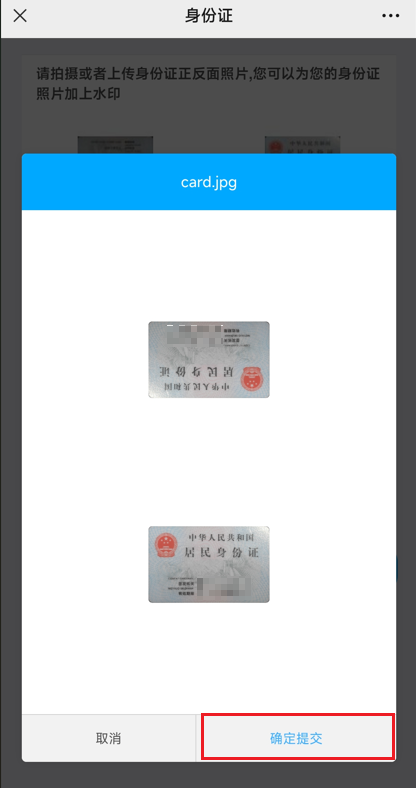 身份证
请拍摄或者上传身份证正反面照片,您可以为您的身份证
照片加上水印
card.jpg
居民身份证
中华人民共和国
中华人民共和国
居民身份证
取消
确定提交